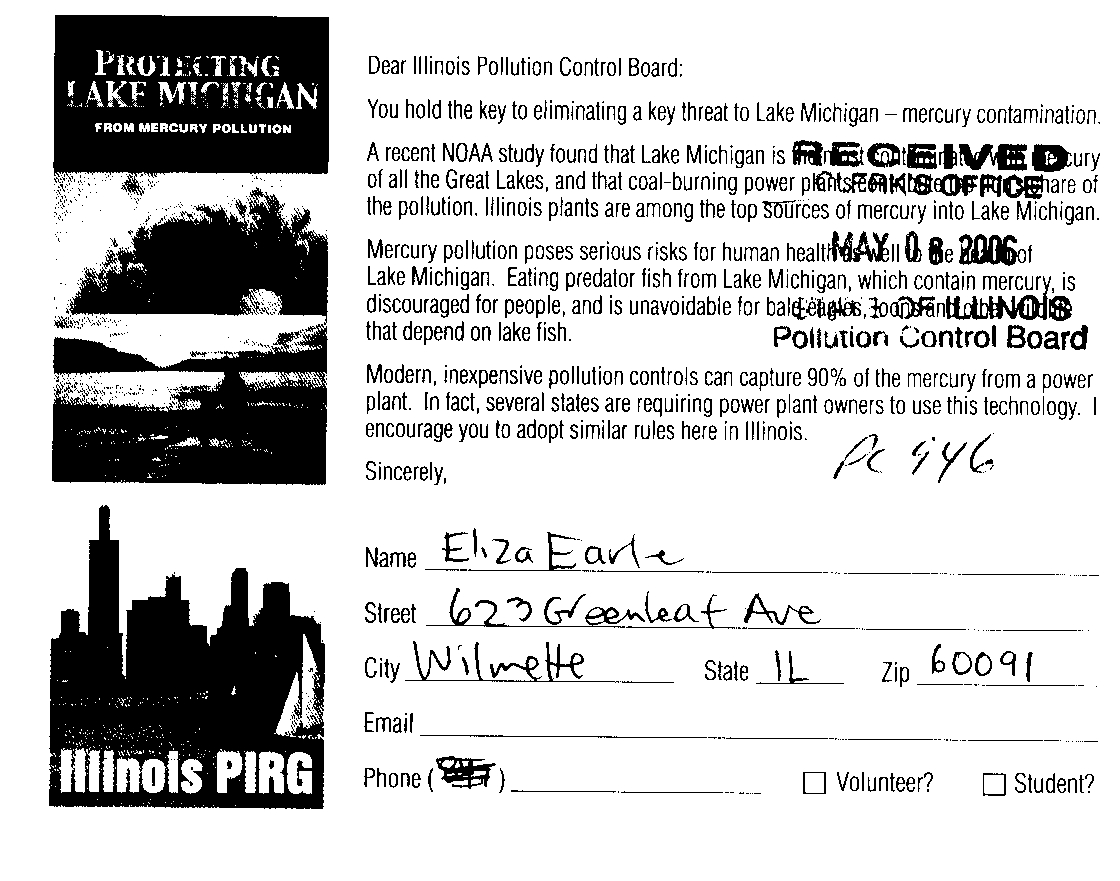 PROTECTING
LAKE MICHIGAN
FROM MERCURY POLLUTION
Illinois PIRG
Dear Illinois Pollution Control Board:
You hold the key to eliminating a key threat to Lake Michigan – mercury contamination.
A recent NOAA study found that Lake Michigan is the most contaminated with mercury
of all the Great Lakes, and that coal-burning power plants share of
the pollution. Illinois plants are among the top sources of mercury into Lake Michigan.
Mercury pollution poses serious risks for human health as well of
Lake Michigan. Eating predator fish from Lake Michigan, which contain mercury, is
discouraged for people, and is unavoidable for bald eagles, loons and
that depend on lake fish.
Modern, inexpensive pollution controls can capture 90% of the mercury from a power
plant. In fact, several states are requiring power plant owners to use this technology. I
encourage you to adopt similar rules here in Illinois.
Sincerely,
RECEIVED
CLERK'S OFFICE
MAY 08 2006
STATE OF ILLINOIS
Pollution Control Board
PC 946
Name Eliza Earle
Street 623 Greenleaf Ave
City Wilmette State IL Zip 60091
Email
Phone ( )
Volunteer? Student?